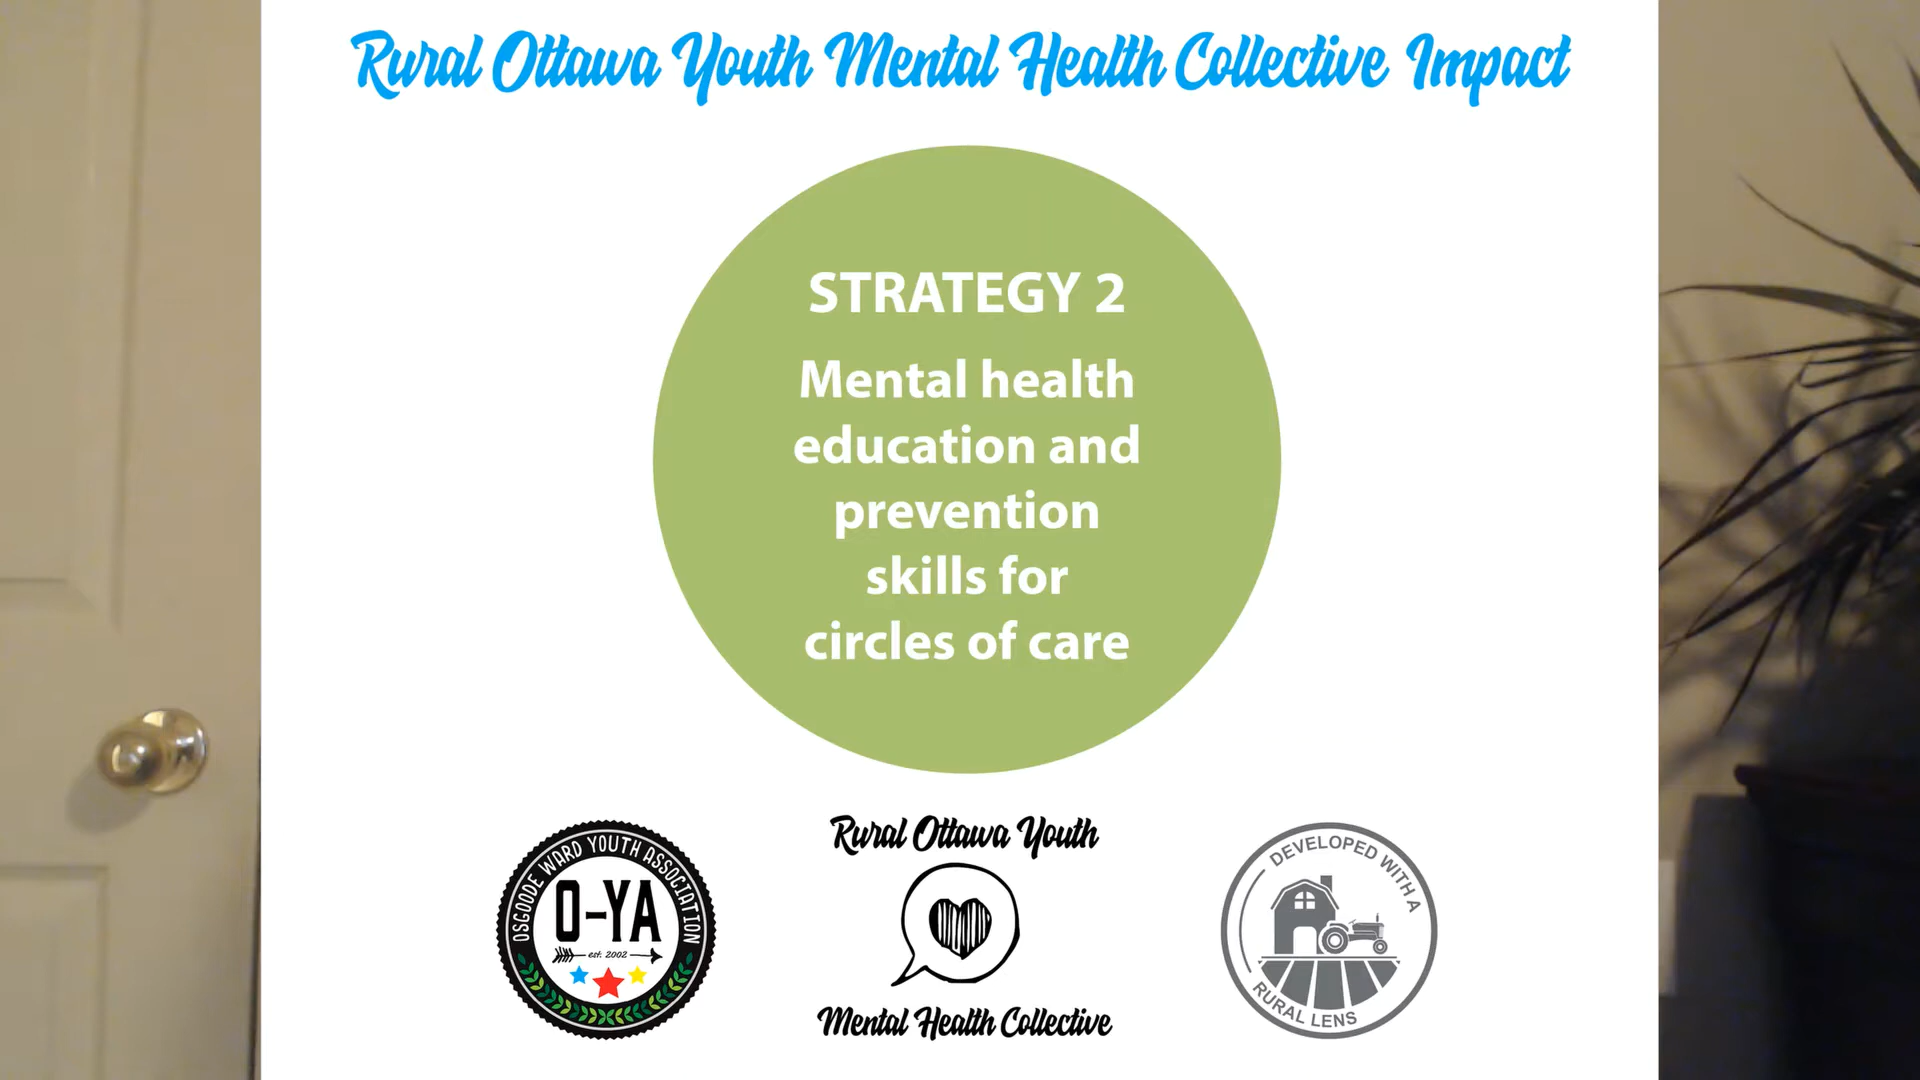 Rural Ottawa Youth Mental Health Collective Impact
STRATEGY 2
Mental health
education and
prevention
skills for
circles of care
OSGOODE WARD YOUTH ASSOCIATION
O-YA
est. 2002
Rural Ottawa Youth
Mental Health Collective
DEVELOPED WITH A
RURAL LENS